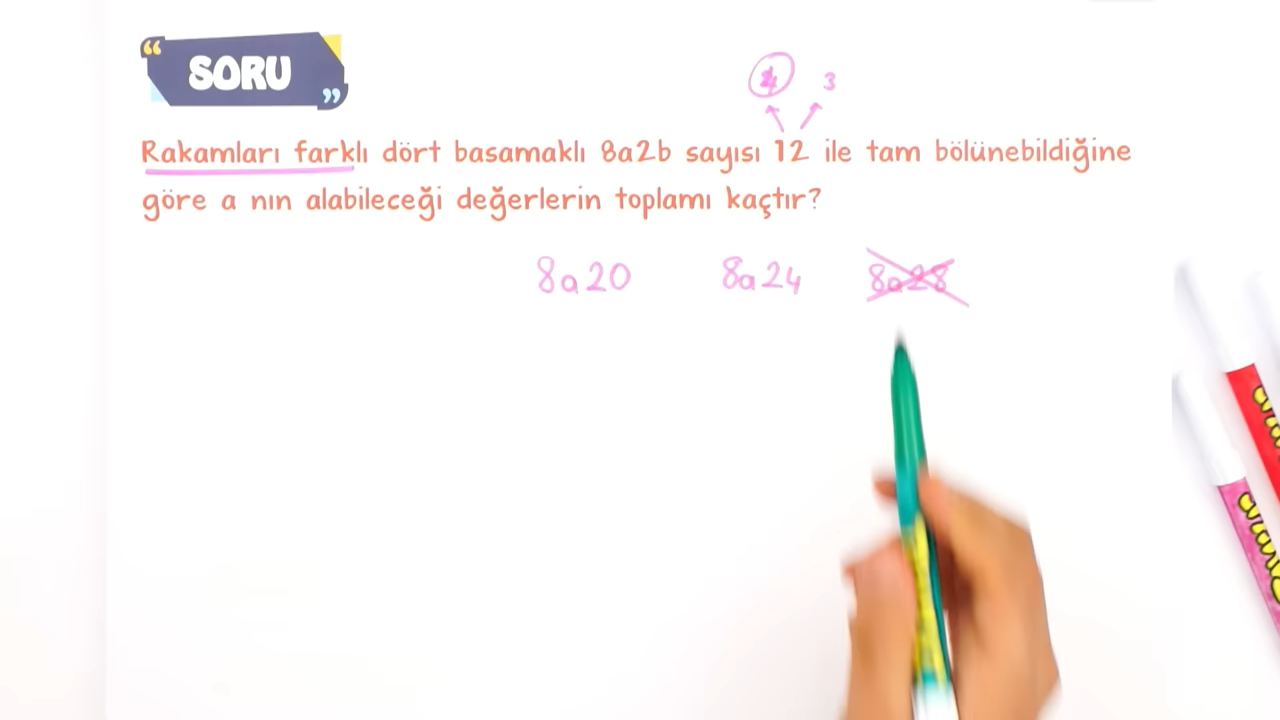 SORU
4 3
Rakamları farklı dört basamaklı 8a2b sayısı 12 ile tam bölünebildiğine
göre a nın alabileceği değerlerin toplamı kaçtır?
8a20 8a24 8a28